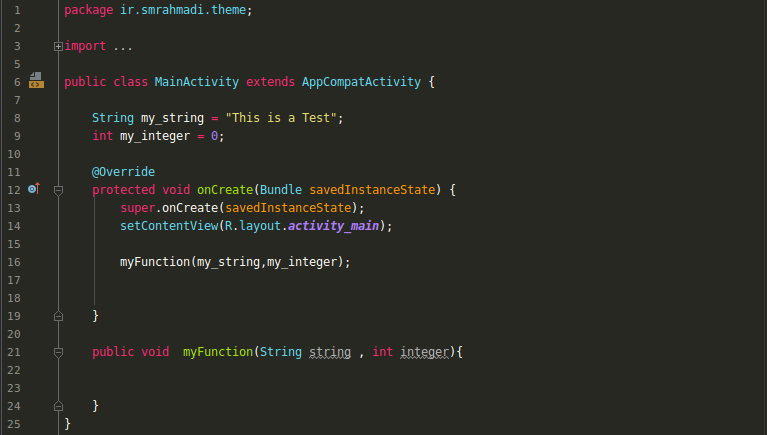 1 package ir.smrahmadi.theme;
2
3 import ...
5
6 public class MainActivity extends AppCompatActivity {
7
8 String my_string = "This is a Test";
9 int my_integer = 0;
10
11 @Override
12 protected void onCreate(Bundle savedInstanceState) {
13 super.onCreate(savedInstanceState);
14 setContentView(R.layout.activity_main);
15
16 myFunction(my_string,my_integer);
17
18
19 }
20
21 public void  myFunction(String string , int integer){
22
23
24 }
25 }